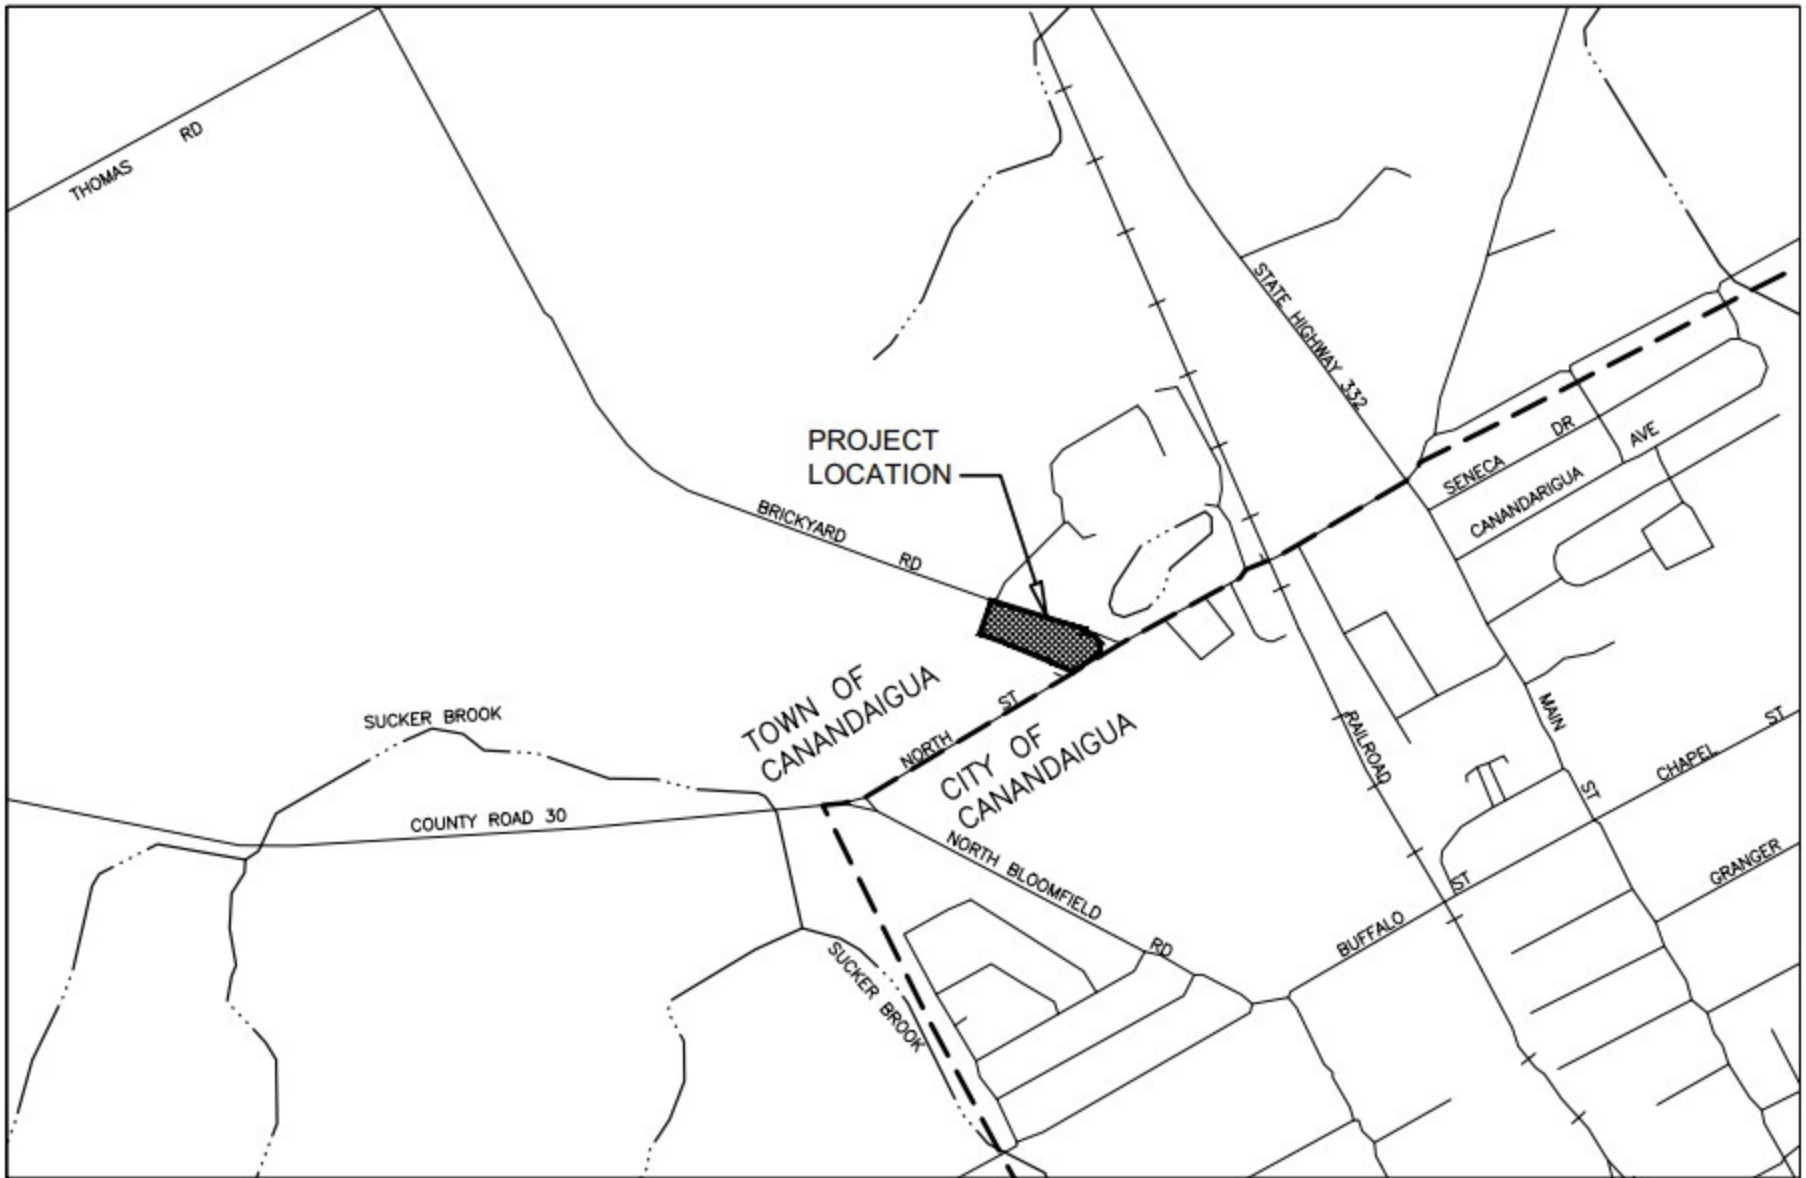 THOMAS RD
STATE HIGHWAY 332
PROJECT
LOCATION
BRICKYARD RD
SENECA DR
CANANDARIGUA AVE
TOWN OF
CANANDAIGUA
NORTH ST
CITY OF
CANANDAIGUA
SUCKER BROOK
COUNTY ROAD 30
RAILROAD
MAIN ST
CHAPEL ST
NORTH BLOOMFIELD RD
GRANGER
BUFFALO ST
SUCKER BROOK